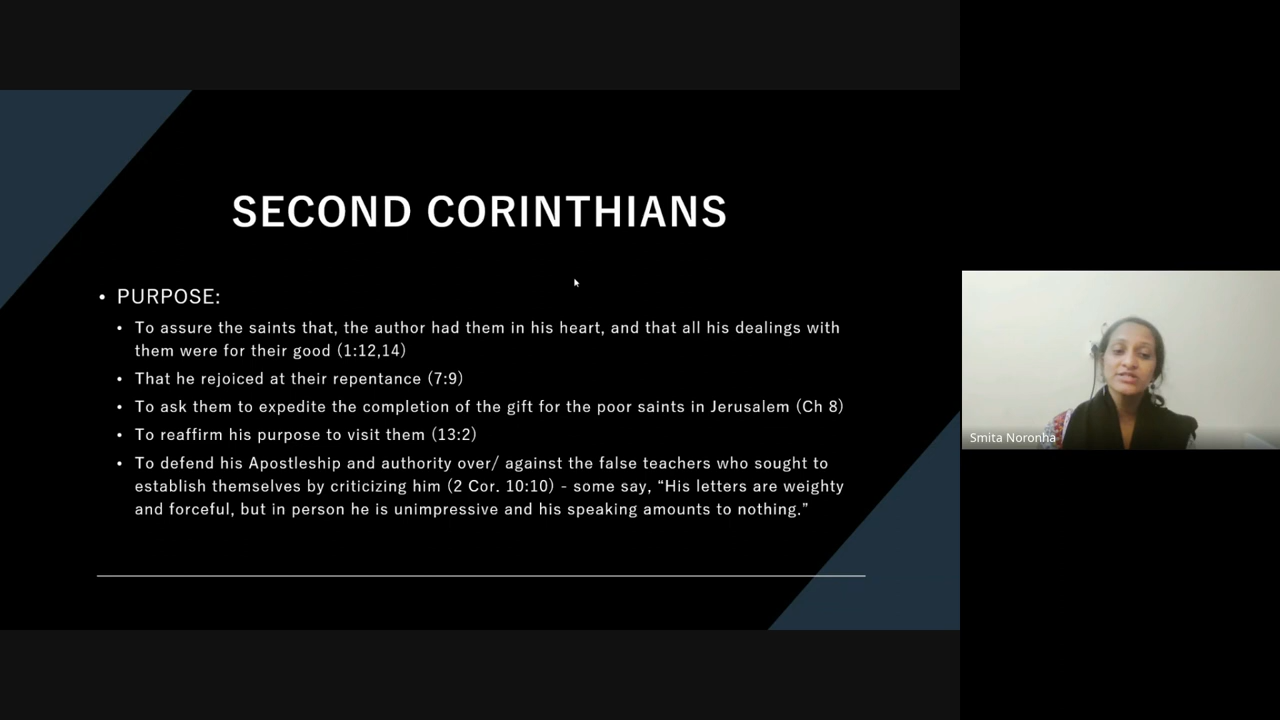 SECOND CORINTHIANS
• PURPOSE:
• To assure the saints that, the author had them in his heart, and that all his dealings with
them were for their good (1:12,14)
• That he rejoiced at their repentance (7:9)
• To ask them to expedite the completion of the gift for the poor saints in Jerusalem (Ch 8)
• To reaffirm his purpose to visit them (13:2)
• To defend his Apostleship and authority over/ against the false teachers who sought to
establish themselves by criticizing him (2 Cor. 10:10) - some say, “His letters are weighty
and forceful, but in person he is unimpressive and his speaking amounts to nothing.”
Smita Noronha